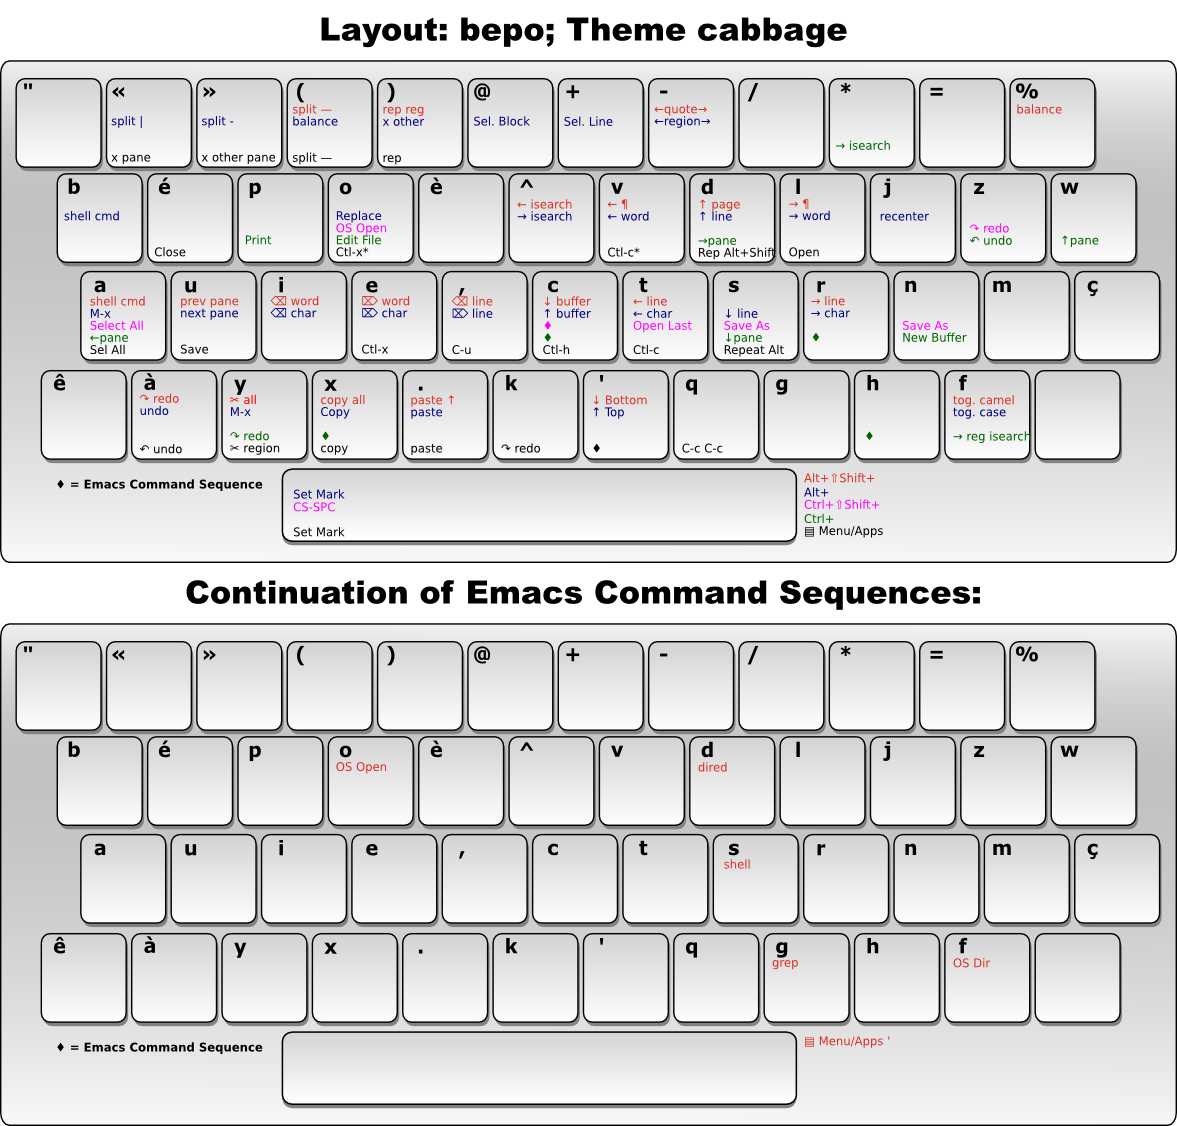 Layout: bepo; Theme cabbage
" « » ( ) @ + - / * = %
split — rep reg ←quote→ balance
split | split - balance x other Sel. Block Sel. Line ←region→
→ isearch
x pane x other pane split — rep
b é p o è ^ v d l j z w
← isearch ← ¶ ↑ page → ¶
shell cmd Replace → isearch ← word ↑ line → word recenter
OS Open ↷ redo
Print Edit File →pane ↶ undo ↑pane
Close Ctl-x* Ctl-c* Rep Alt+Shift Open
a u i e , c t s r n m ç
shell cmd prev pane ⌫ word ⌦ word ⌫ line ↓ buffer ← line → line
M-x next pane ⌫ char ⌦ char ⌦ line ↑ buffer ← char ↓ line → char
Select All ♦ Open Last Save As Save As
←pane ♦ ↓pane ♦ New Buffer
Sel All Save Ctl-x C-u Ctl-h Ctl-c Repeat Alt
ê à y x . k ' q g h f
↷ redo ✂ all copy all paste ↑ ↓ Bottom tog. camel
undo M-x Copy paste ↑ Top tog. case
↷ redo ♦ ♦ → reg isearch
↶ undo ✂ region copy paste ↷ redo ♦ C-c C-c
♦ = Emacs Command Sequence
Set Mark
CS-SPC
Set Mark
Alt+⇧Shift+
Alt+
Ctrl+⇧Shift+
Ctrl+
▤ Menu/Apps
Continuation of Emacs Command Sequences:
" « » ( ) @ + - / * = %
b é p o è ^ v d l j z w
OS Open dired
a u i e , c t s r n m ç
shell
ê à y x . k ' q g h f
grep OS Dir
♦ = Emacs Command Sequence
▤ Menu/Apps '